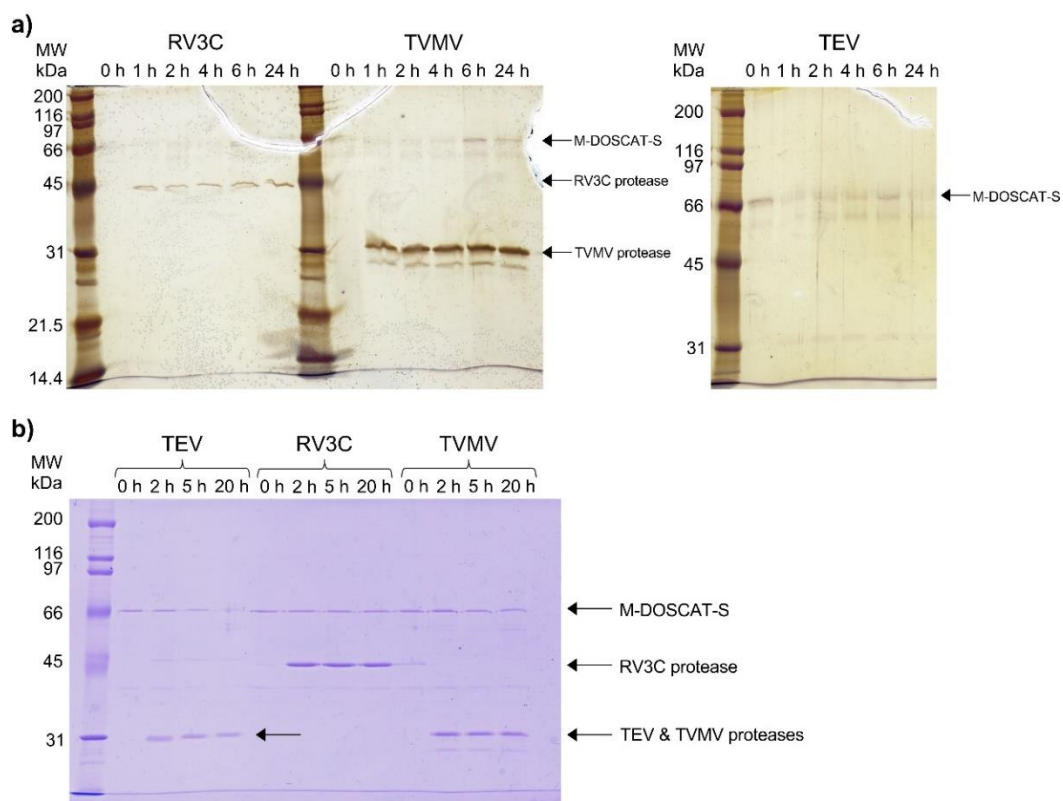 a)
RV3C TVMV TEV
MW
kDa
0 h 1 h 2 h 4 h 6 h 24 h 0 h 1 h 2 h 4 h 6 h 24 h
200
116
97
66
45
31
21.5
14.4
M-DOSCAT-S
RV3C protease
TVMV protease
MW
kDa
0 h 1 h 2 h 4 h 6 h 24 h
200
116
97
66
45
31
M-DOSCAT-S
b)
TEV RV3C TVMV
MW
kDa
0 h 2 h 5 h 20 h 0 h 2 h 5 h 20 h 0 h 2 h 5 h 20 h
200
116
97
66
45
31
M-DOSCAT-S
RV3C protease
TEV & TVMV proteases